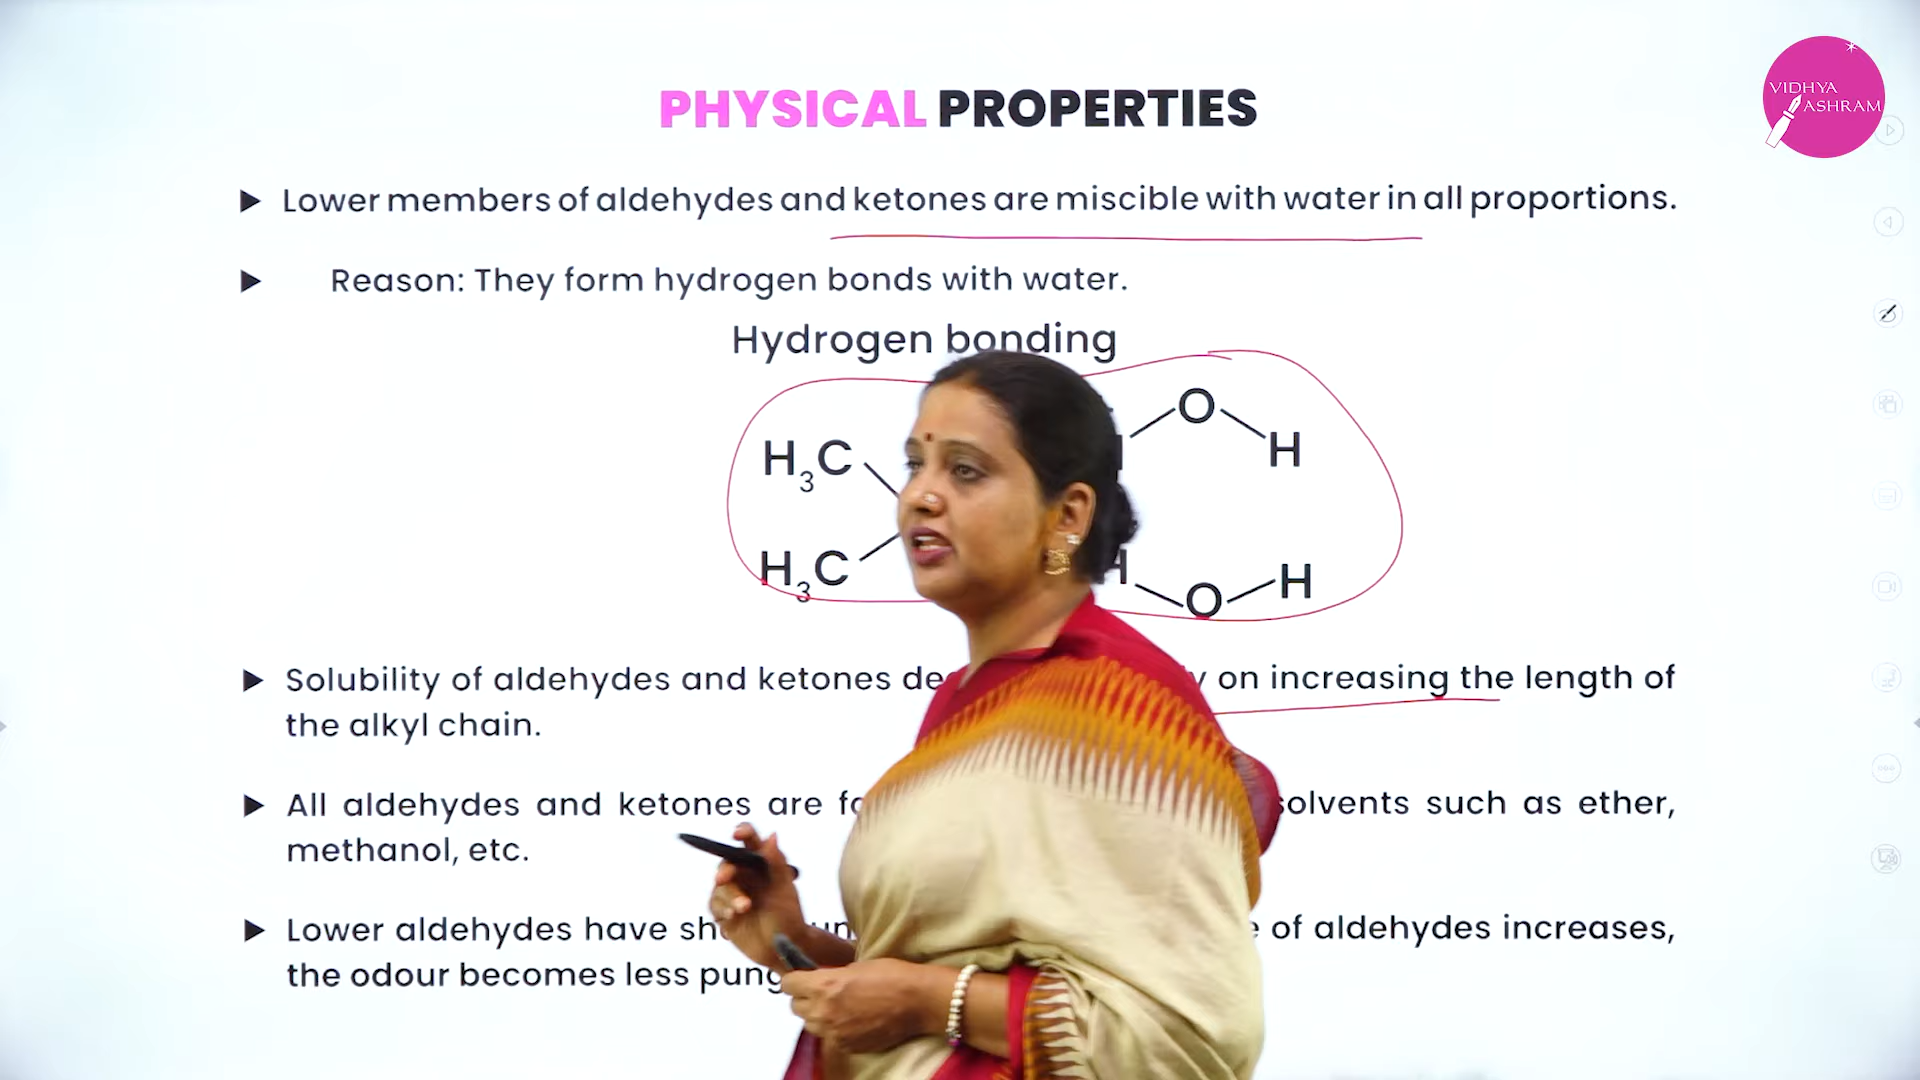 VIDHYA
ASHRAM
PHYSICAL PROPERTIES
Lower members of aldehydes and ketones are miscible with water in all proportions.
Reason: They form hydrogen bonds with water.
Hydrogen bonding
O
H₃C H
H₃C H
O
Solubility of aldehydes and ketones on increasing the length of
the alkyl chain.
All aldehydes and ketones are solvents such as ether,
methanol, etc.
Lower aldehydes have of aldehydes increases,
the odour becomes less